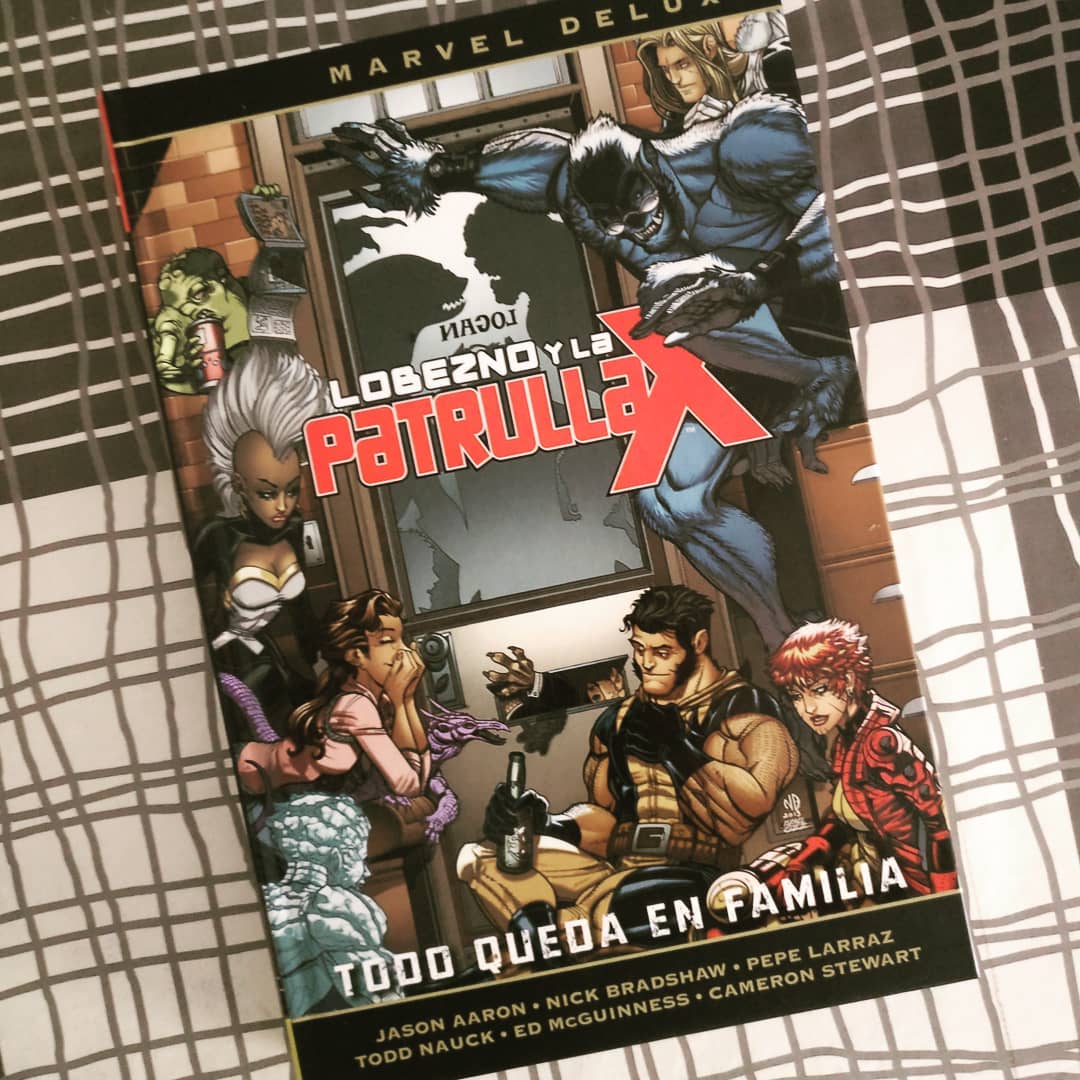 MARVEL DELUX
LOGAN
LOBEZNO Y LA
PATRULLA X
TODO QUEDA EN FAMILIA
JASON AARON • NICK BRADSHAW • PEPE LARRAZ
TODD NAUCK • ED MCGUINNESS • CAMERON STEWART